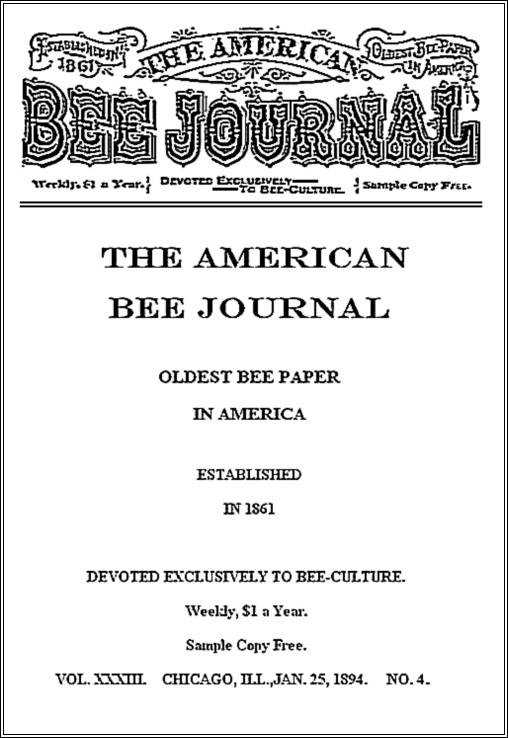 ESTABLISHED IN 1861
THE AMERICAN
OLDEST BEE-PAPER IN AMERICA
BEE JOURNAL
Weekly, $1 a Year.
DEVOTED EXCLUSIVELY
TO BEE-CULTURE.
Sample Copy Free.
THE AMERICAN
BEE JOURNAL
OLDEST BEE PAPER
IN AMERICA
ESTABLISHED
IN 1861
DEVOTED EXCLUSIVELY TO BEE-CULTURE.
Weekly, $1 a Year.
Sample Copy Free.
VOL. XXXIII. CHICAGO, ILL.,JAN. 25, 1894. NO. 4.